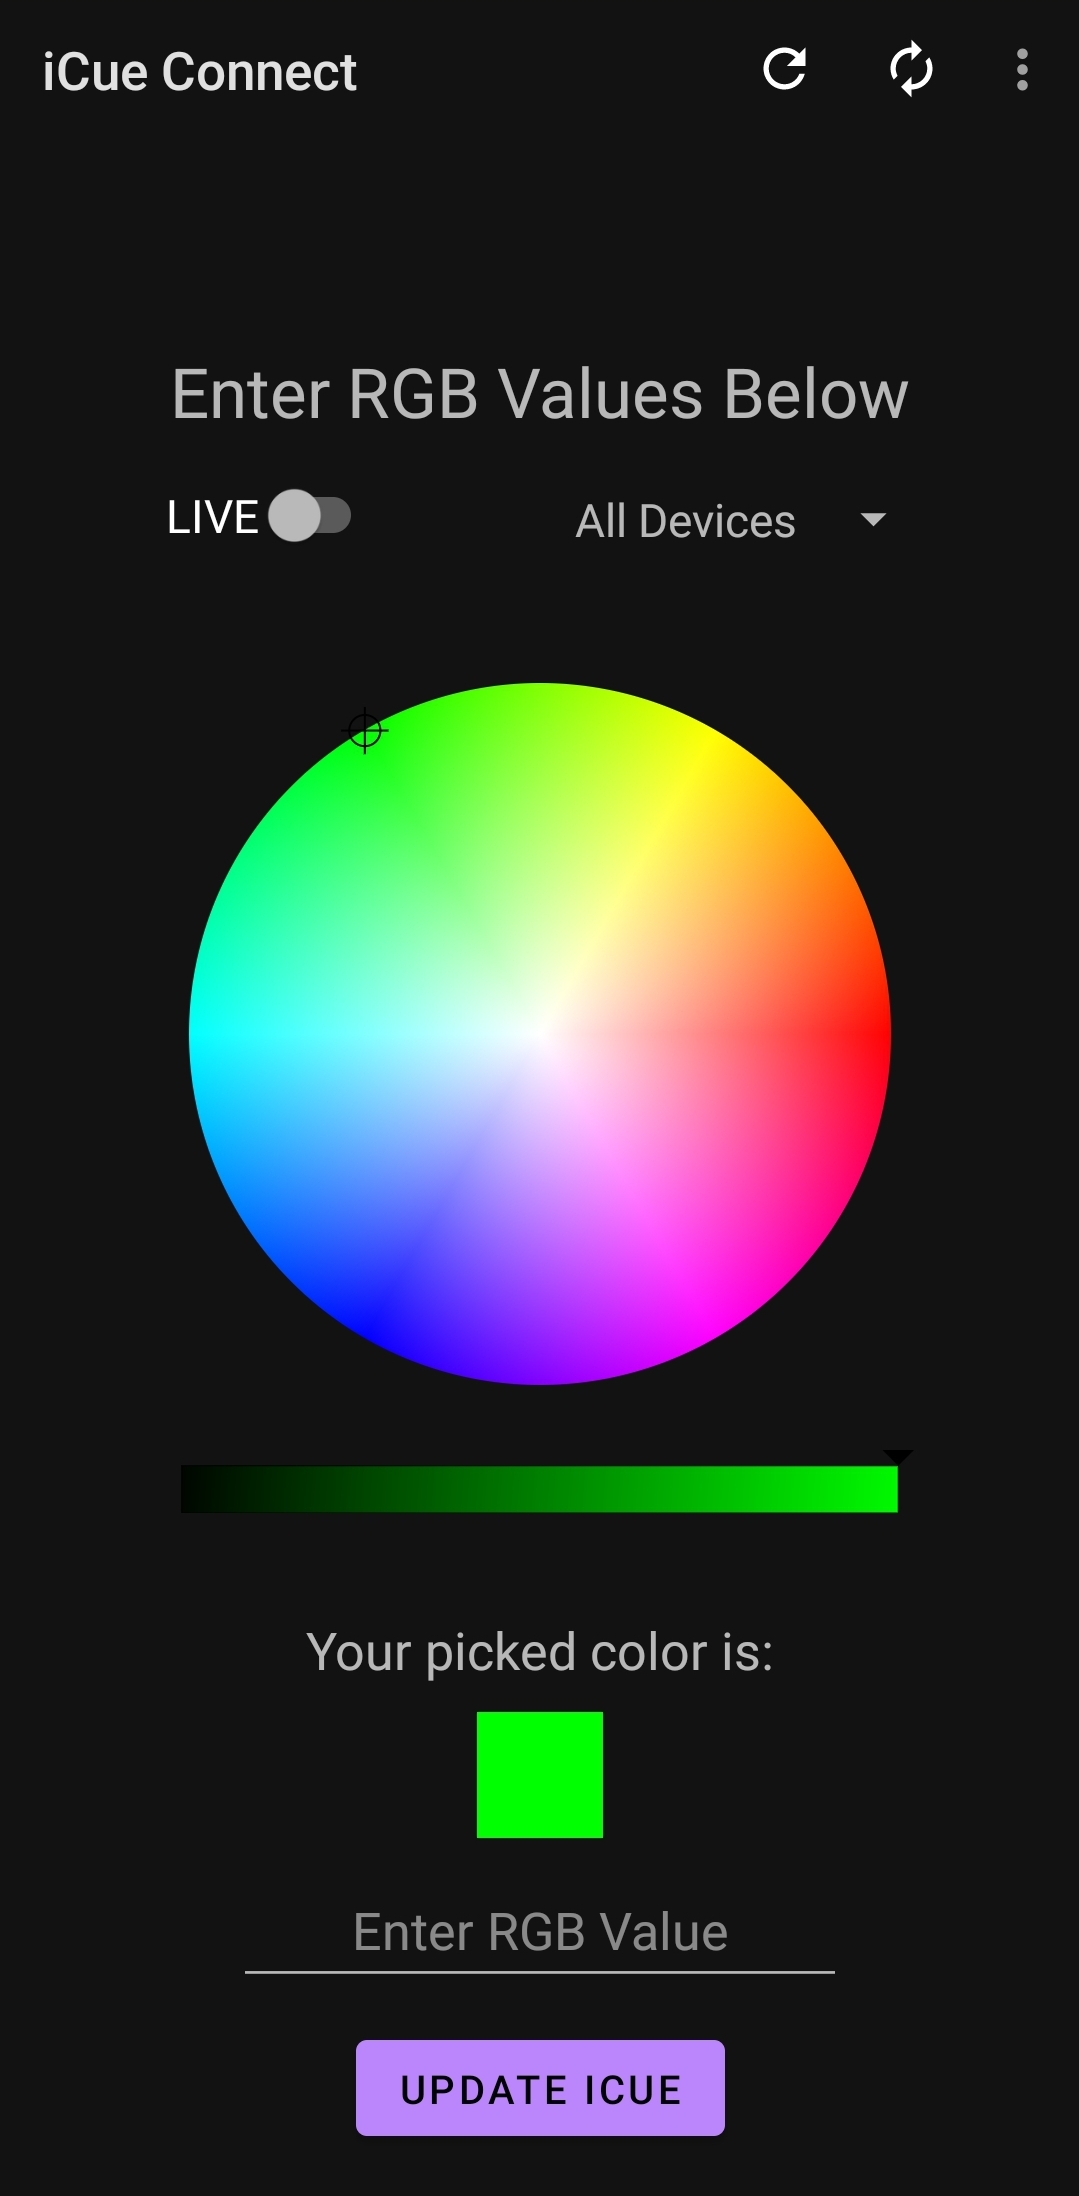 iCue Connect
Enter RGB Values Below
LIVE
All Devices
Your picked color is:
Enter RGB Value
UPDATE ICUE